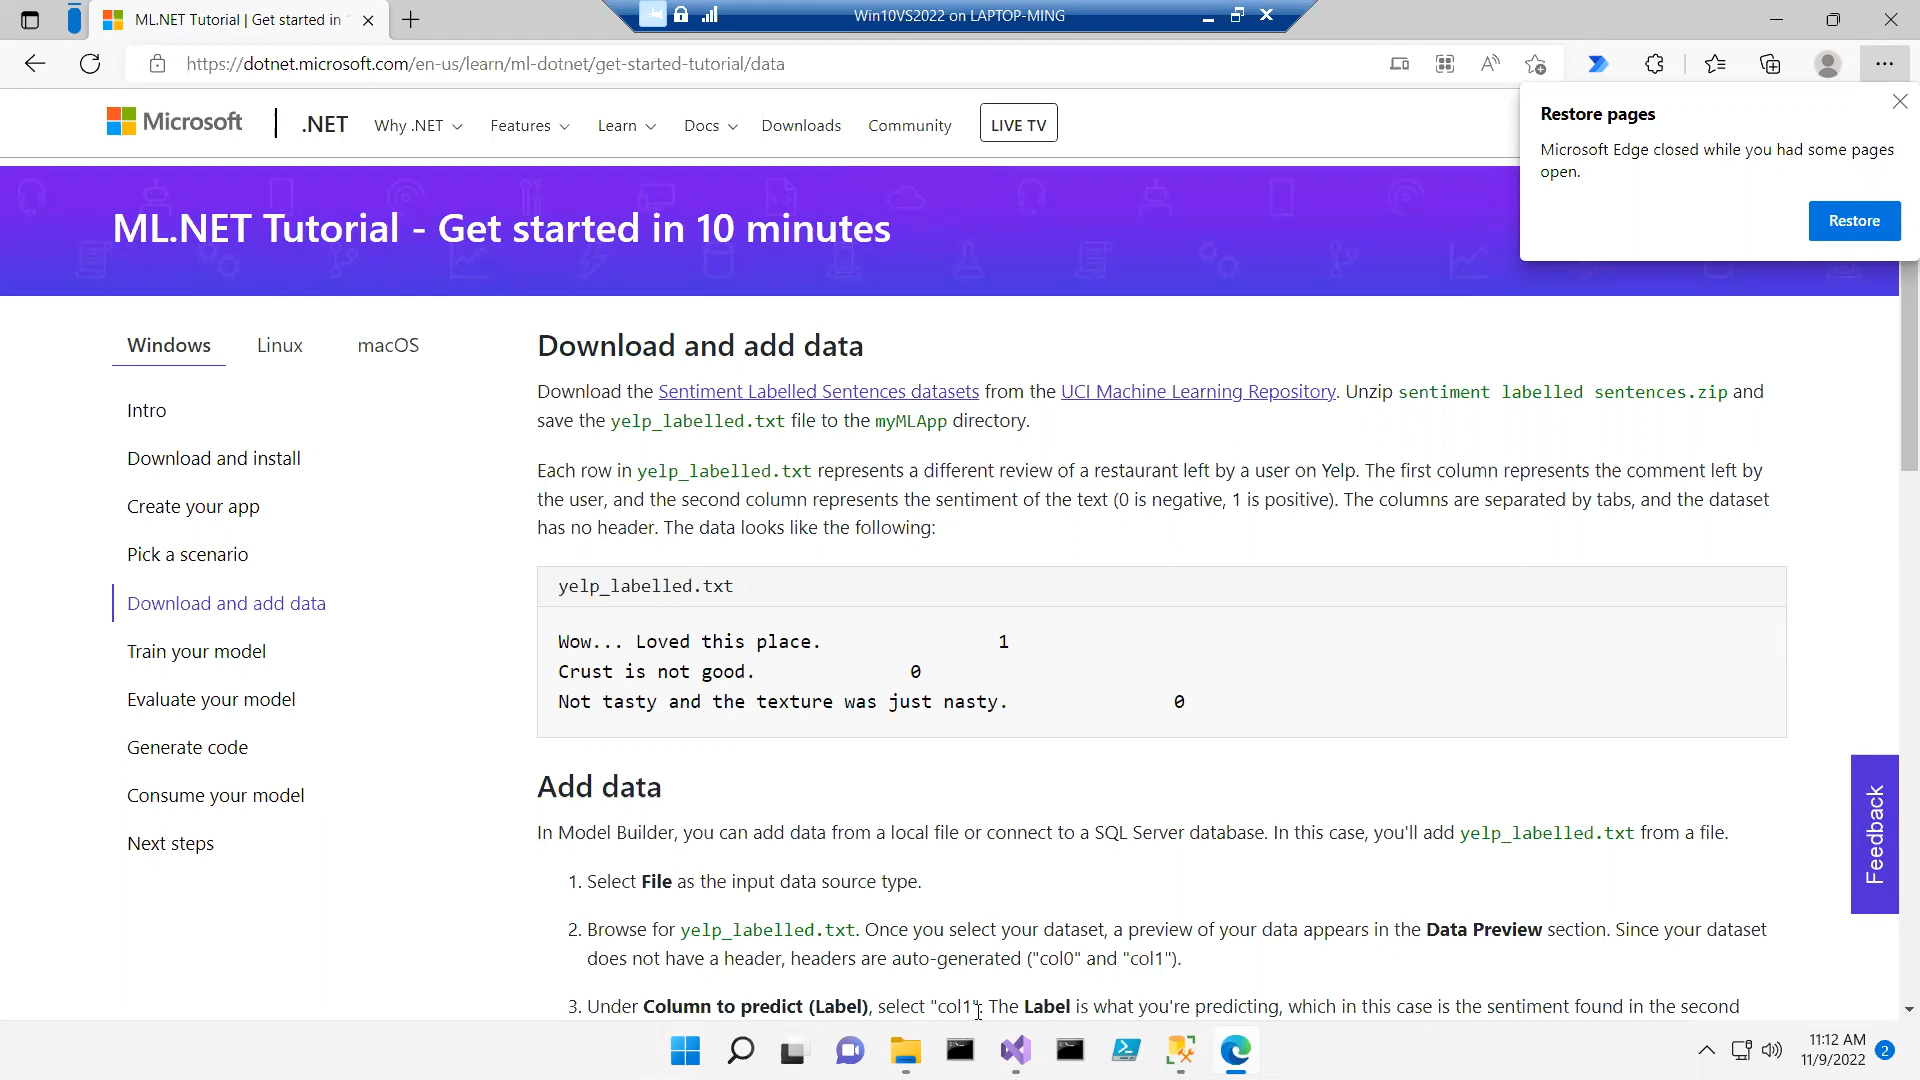 ML.NET Tutorial | Get started in
Win10VS2022 on LAPTOP-MING
https://dotnet.microsoft.com/en-us/learn/ml-dotnet/get-started-tutorial/data
Microsoft
.NET
Why .NET
Features
Learn
Docs
Downloads
Community
LIVE TV
Restore pages
Microsoft Edge closed while you had some pages
open.
Restore
ML.NET Tutorial - Get started in 10 minutes
Windows
Linux
macOS
Intro
Download and install
Create your app
Pick a scenario
Download and add data
Train your model
Evaluate your model
Generate code
Consume your model
Next steps
Download and add data
Download the Sentiment Labelled Sentences datasets from the UCI Machine Learning Repository. Unzip sentiment labelled sentences.zip and
save the yelp_labelled.txt file to the myMLApp directory.
Each row in yelp_labelled.txt represents a different review of a restaurant left by a user on Yelp. The first column represents the comment left by
the user, and the second column represents the sentiment of the text (0 is negative, 1 is positive). The columns are separated by tabs, and the dataset
has no header. The data looks like the following:
yelp_labelled.txt
Wow... Loved this place. 1
Crust is not good. 0
Not tasty and the texture was just nasty. 0
Add data
In Model Builder, you can add data from a local file or connect to a SQL Server database. In this case, you'll add yelp_labelled.txt from a file.
1. Select File as the input data source type.
2. Browse for yelp_labelled.txt. Once you select your dataset, a preview of your data appears in the Data Preview section. Since your dataset
does not have a header, headers are auto-generated ("col0" and "col1").
3. Under Column to predict (Label), select "col1". The Label is what you're predicting, which in this case is the sentiment found in the second
Feedback
11:12 AM
11/9/2022
2